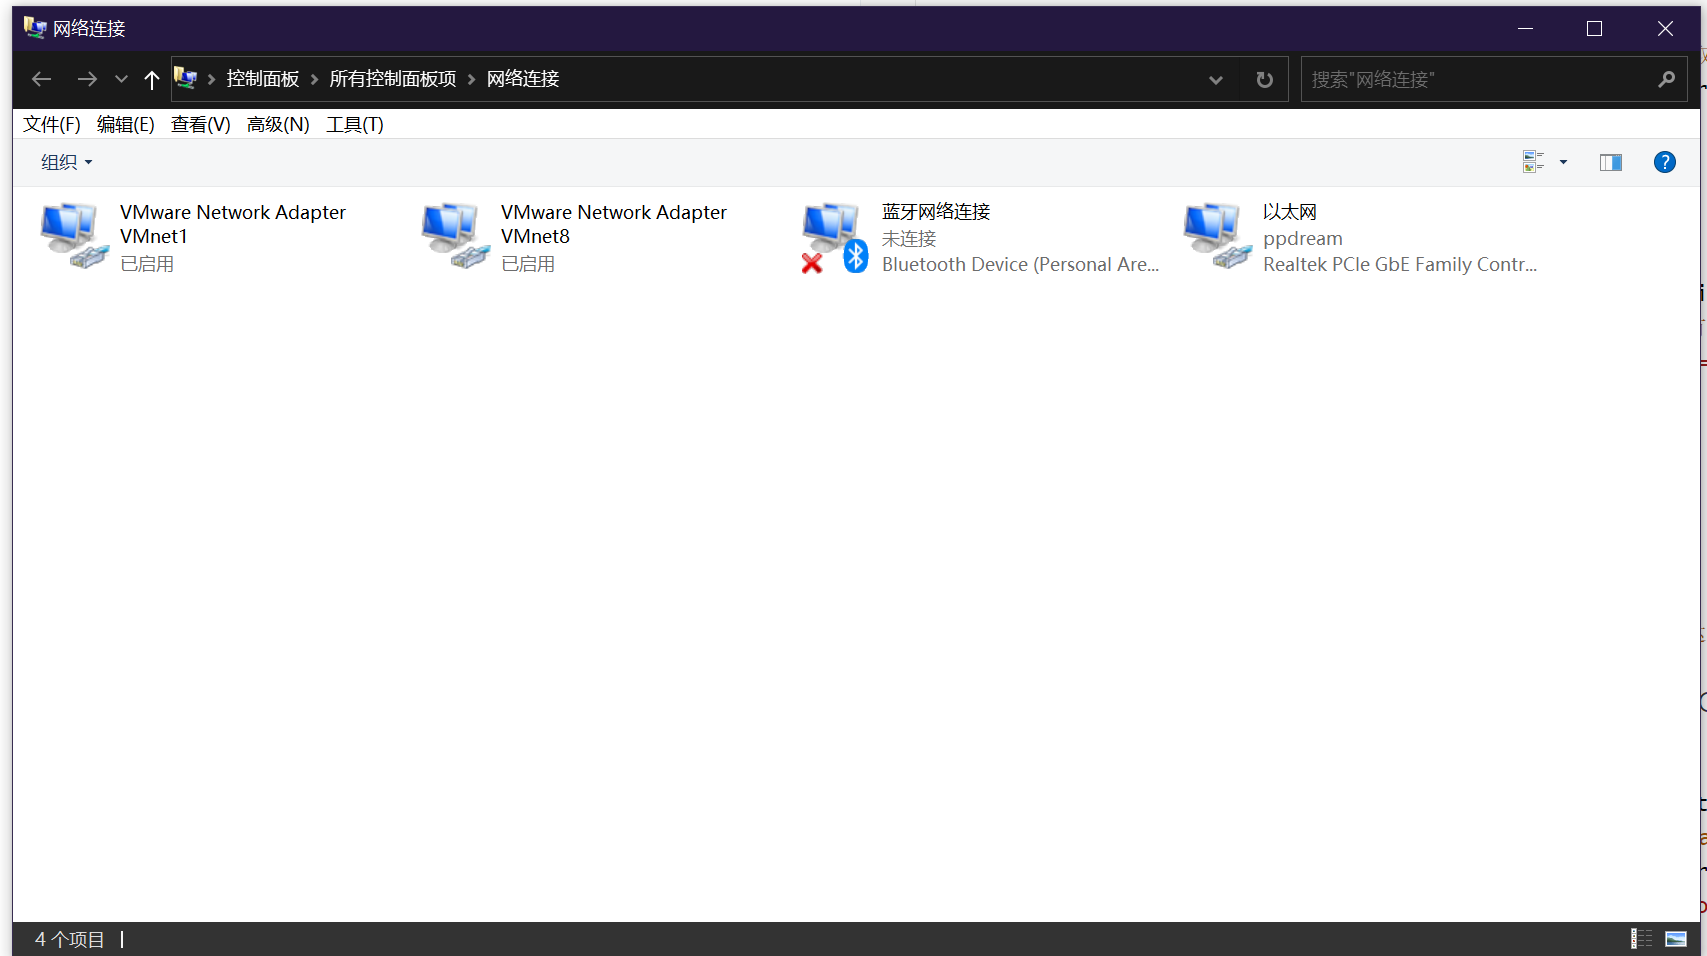 网络连接
控制面板 所有控制面板项 网络连接
搜索"网络连接"
文件(F) 编辑(E) 查看(V) 高级(N) 工具(T)
组织
VMware Network Adapter
VMnet1
已启用
VMware Network Adapter
VMnet8
已启用
蓝牙网络连接
未连接
Bluetooth Device (Personal Are...
以太网
ppdream
Realtek PCIe GbE Family Contr...
4 个项目